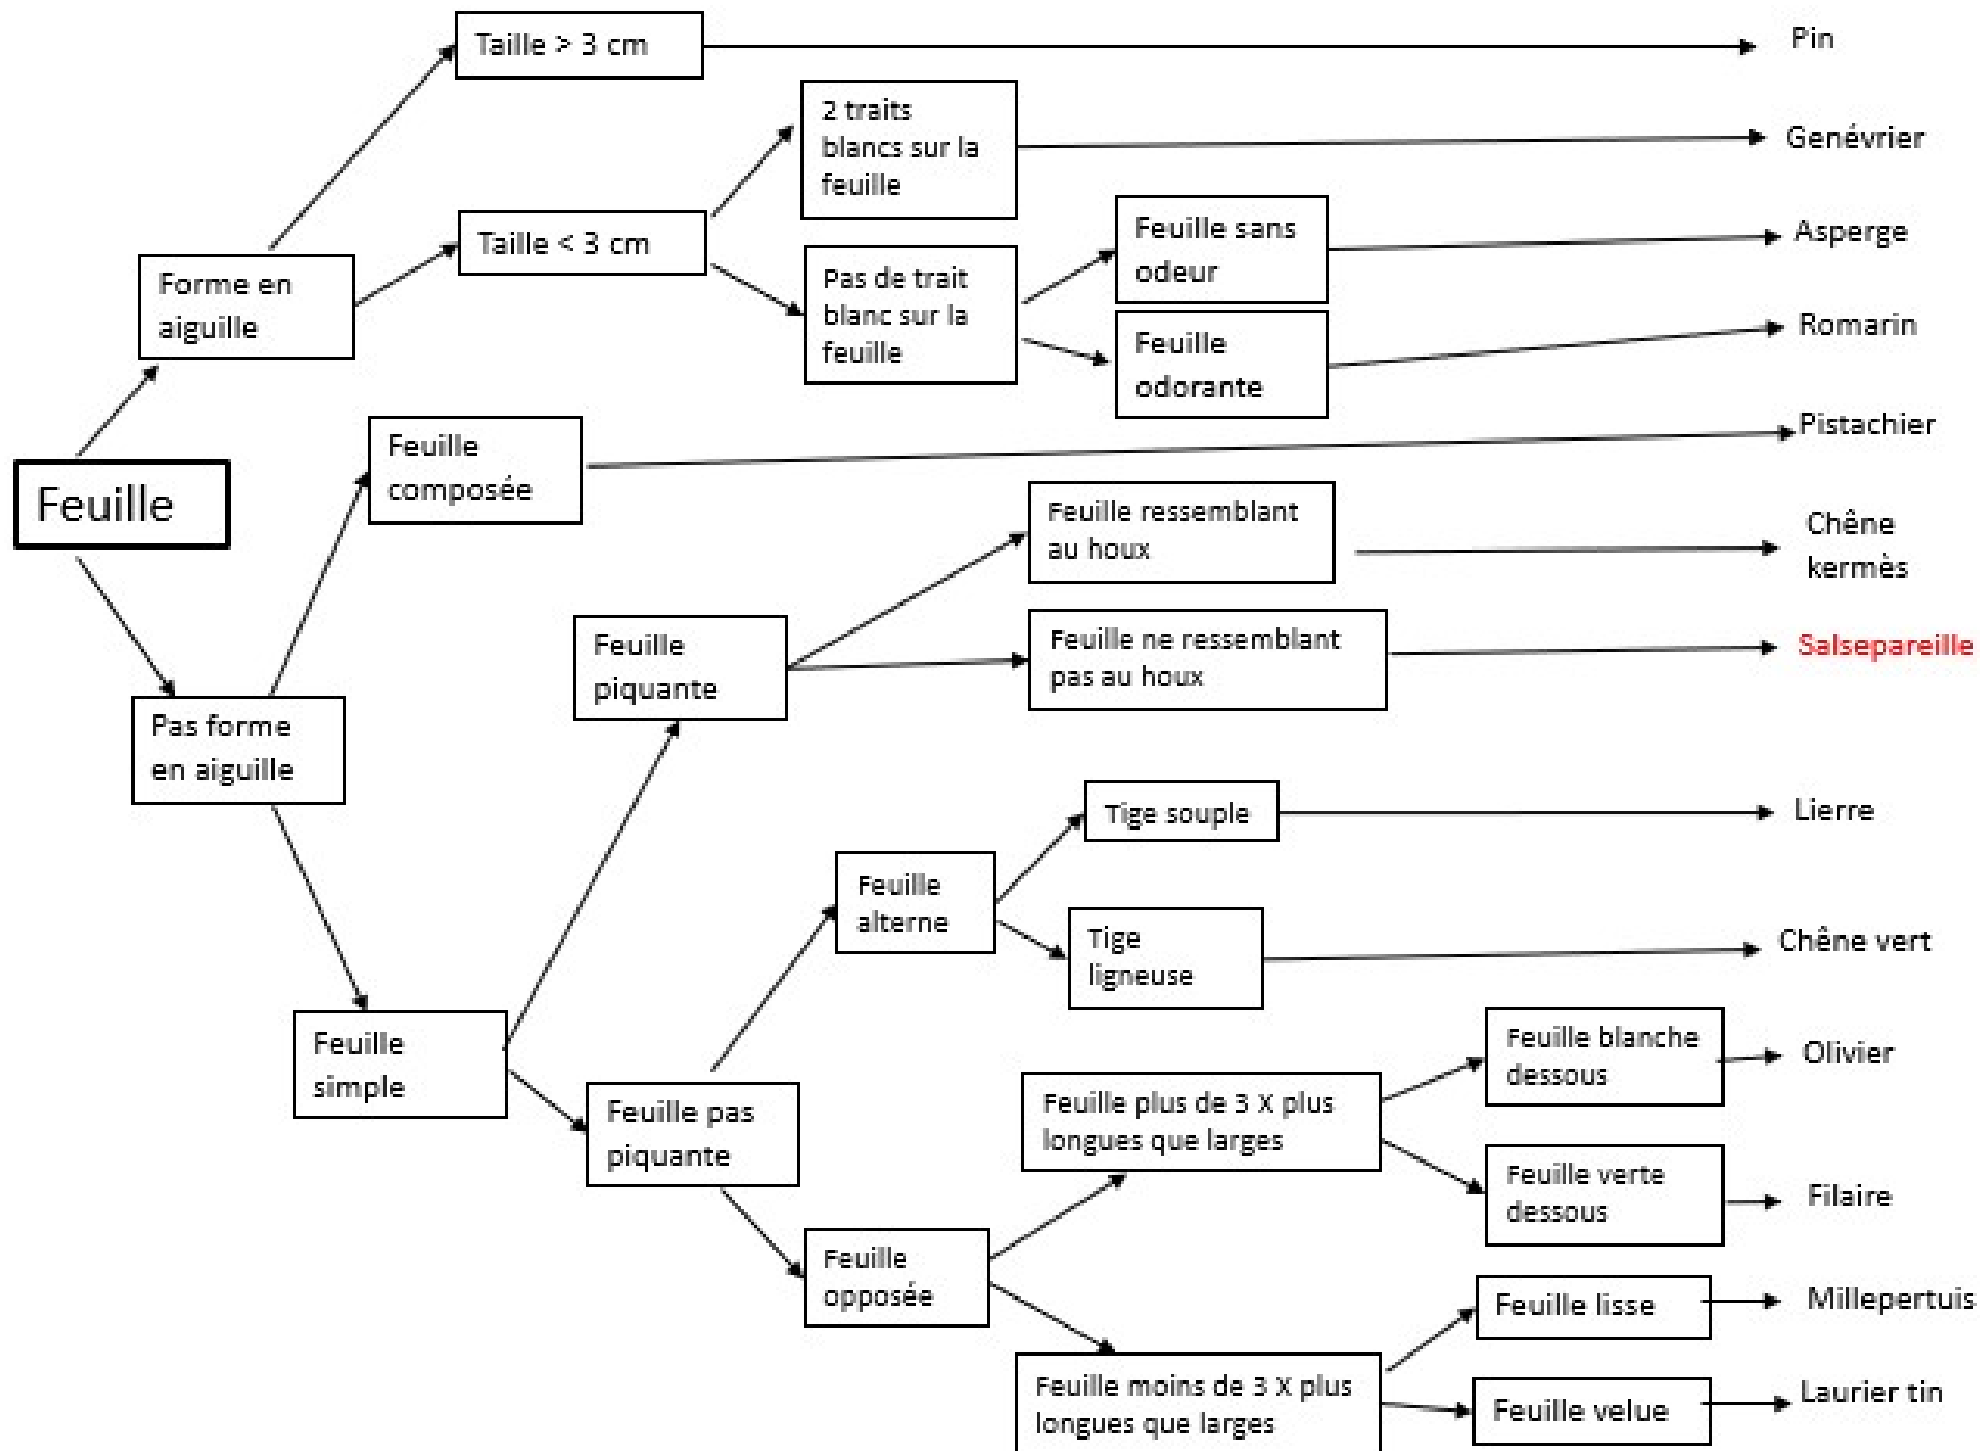 Taille > 3 cm
Pin
2 traits
blancs sur la
feuille
Genévrier
Taille < 3 cm
Feuille sans
odeur
Asperge
Forme en
aiguille
Pas de trait
blanc sur la
feuille
Feuille
odorante
Romarin
Feuille
composée
Pistachier
Feuille
Feuille ressemblant
au houx
Chêne
kermès
Feuille
piquante
Feuille ne ressemblant
pas au houx
Salsepareille
Pas forme
en aiguille
Tige souple
Lierre
Feuille
alterne
Tige
ligneuse
Chêne vert
Feuille
simple
Feuille blanche
dessous
Olivier
Feuille pas
piquante
Feuille plus de 3 X plus
longues que larges
Feuille verte
dessous
Filaire
Feuille
opposée
Feuille lisse
Millepertuis
Feuille moins de 3 X plus
longues que larges
Feuille velue
Laurier tin